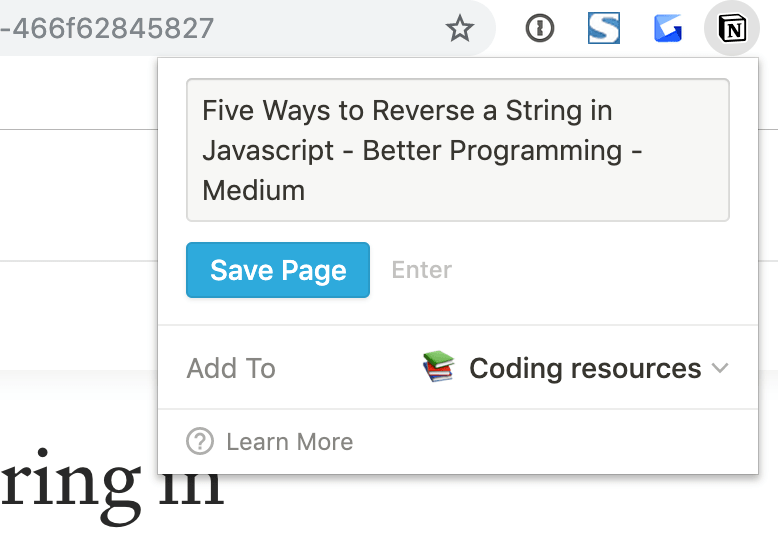 -466f62845827
Five Ways to Reverse a String in
Javascript - Better Programming -
Medium
Save Page Enter
Add To Coding resources
Learn More
ring in